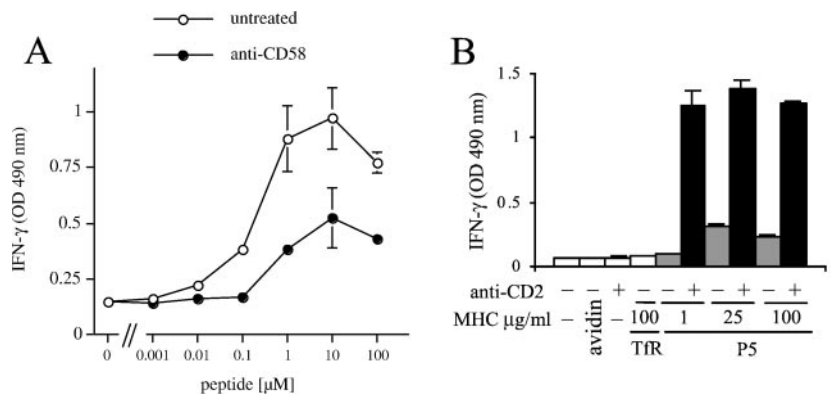 A
untreated
anti-CD58
IFN-γ (OD 490 nm)
1
0.75
0.5
0.25
0
0 // 0.001 0.01 0.1 1 10 100
peptide [µM]
B
IFN-γ (OD 490 nm)
1.5
1
0.5
0
anti-CD2 – – + – – + – + – +
MHC µg/ml – avidin – 100 1 25 100
TfR P5